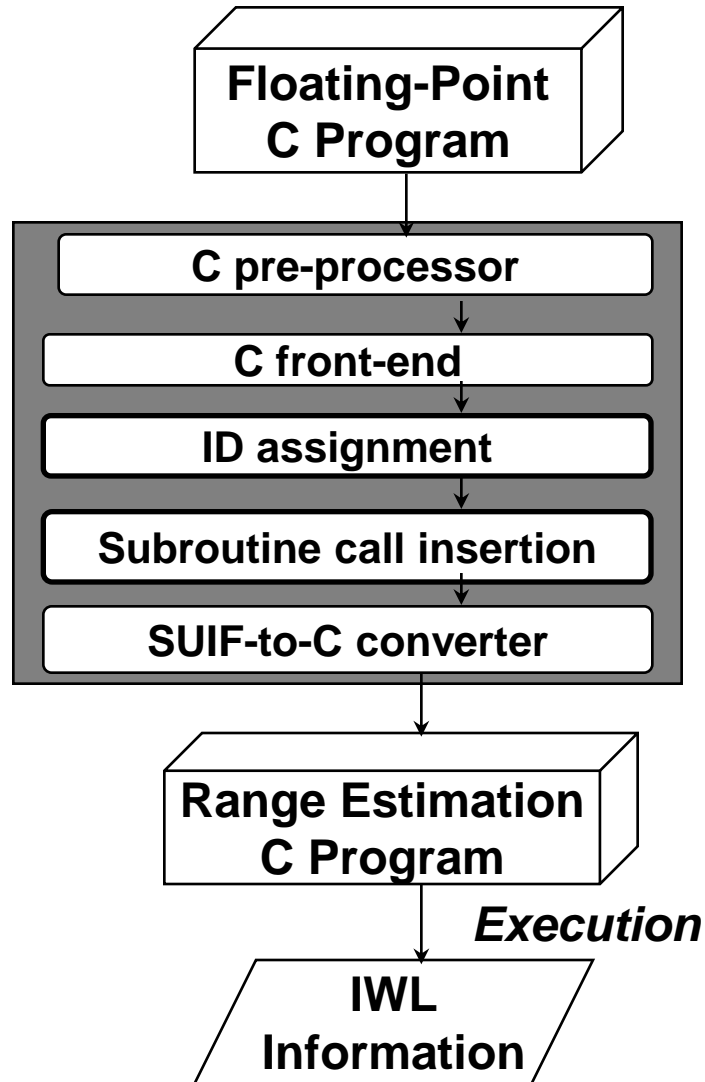 Floating-Point
C Program
C pre-processor
C front-end
ID assignment
Subroutine call insertion
SUIF-to-C converter
Range Estimation
C Program
Execution
IWL
Information